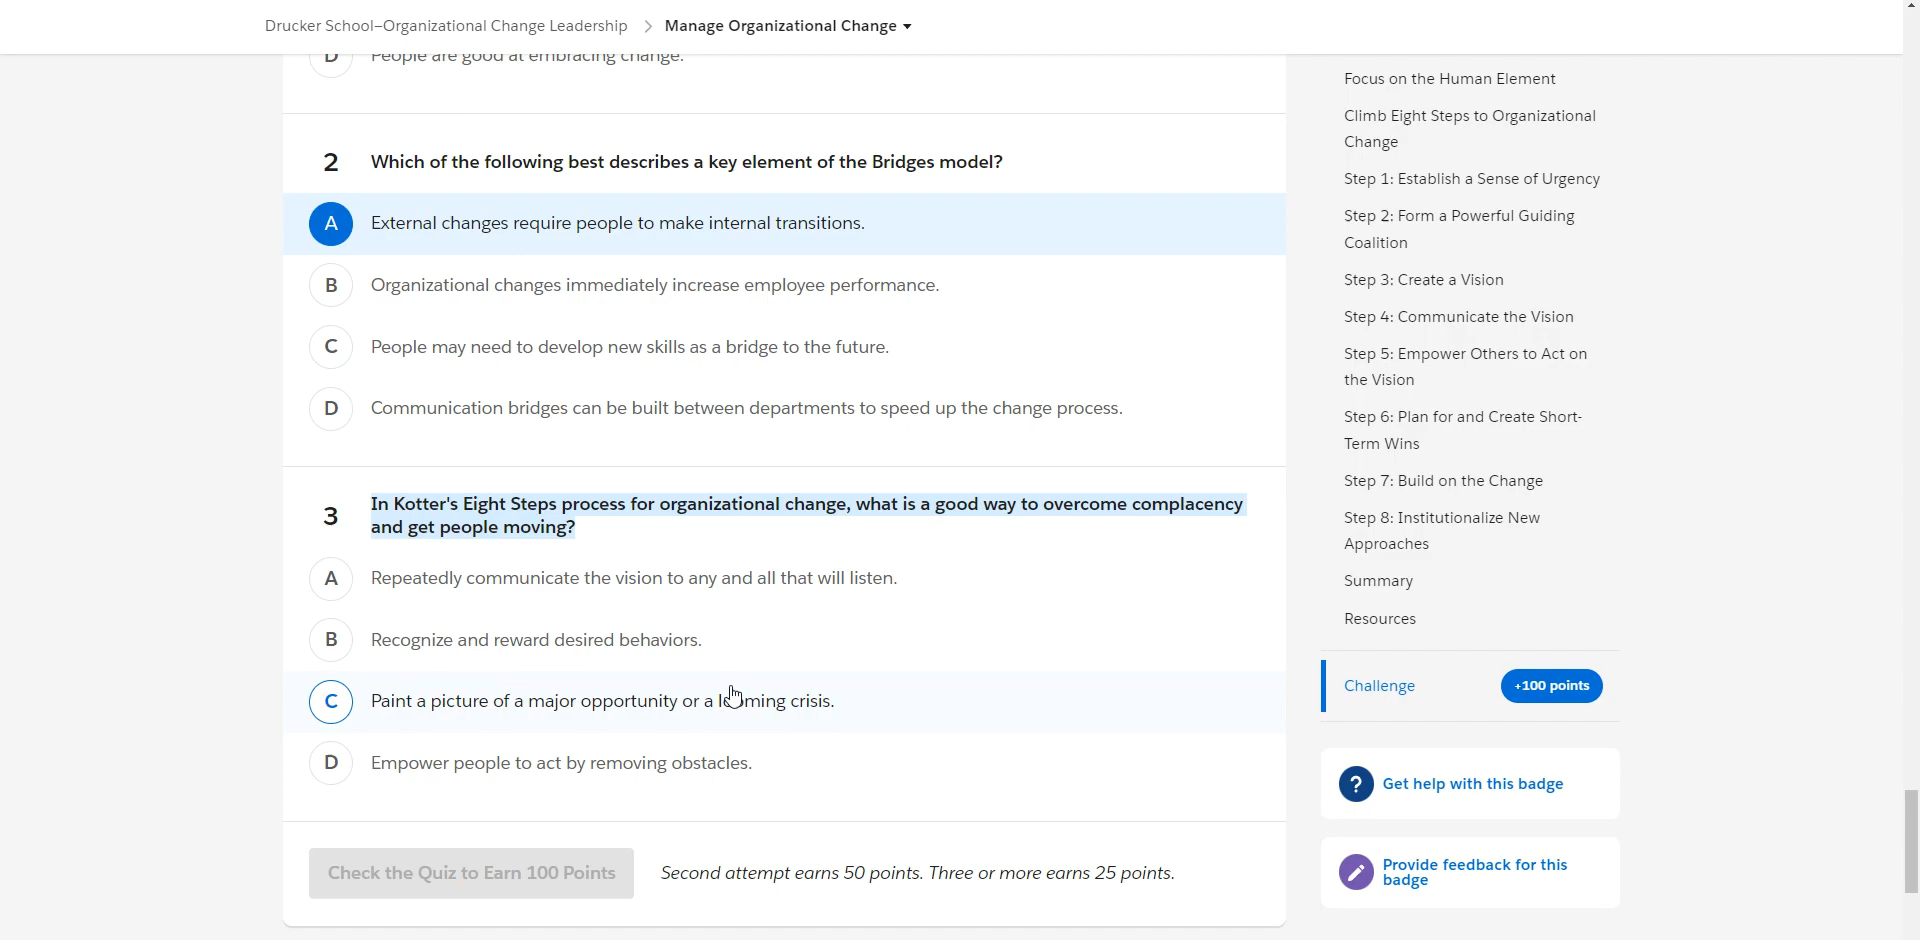 Drucker School–Organizational Change Leadership > Manage Organizational Change
D People are good at embracing change.
2 Which of the following best describes a key element of the Bridges model?
A External changes require people to make internal transitions.
B Organizational changes immediately increase employee performance.
C People may need to develop new skills as a bridge to the future.
D Communication bridges can be built between departments to speed up the change process.
3 In Kotter's Eight Steps process for organizational change, what is a good way to overcome complacency
and get people moving?
A Repeatedly communicate the vision to any and all that will listen.
B Recognize and reward desired behaviors.
C Paint a picture of a major opportunity or a looming crisis.
D Empower people to act by removing obstacles.
Check the Quiz to Earn 100 Points
Second attempt earns 50 points. Three or more earns 25 points.
Focus on the Human Element
Climb Eight Steps to Organizational
Change
Step 1: Establish a Sense of Urgency
Step 2: Form a Powerful Guiding
Coalition
Step 3: Create a Vision
Step 4: Communicate the Vision
Step 5: Empower Others to Act on
the Vision
Step 6: Plan for and Create Short-
Term Wins
Step 7: Build on the Change
Step 8: Institutionalize New
Approaches
Summary
Resources
Challenge +100 points
? Get help with this badge
Provide feedback for this
badge